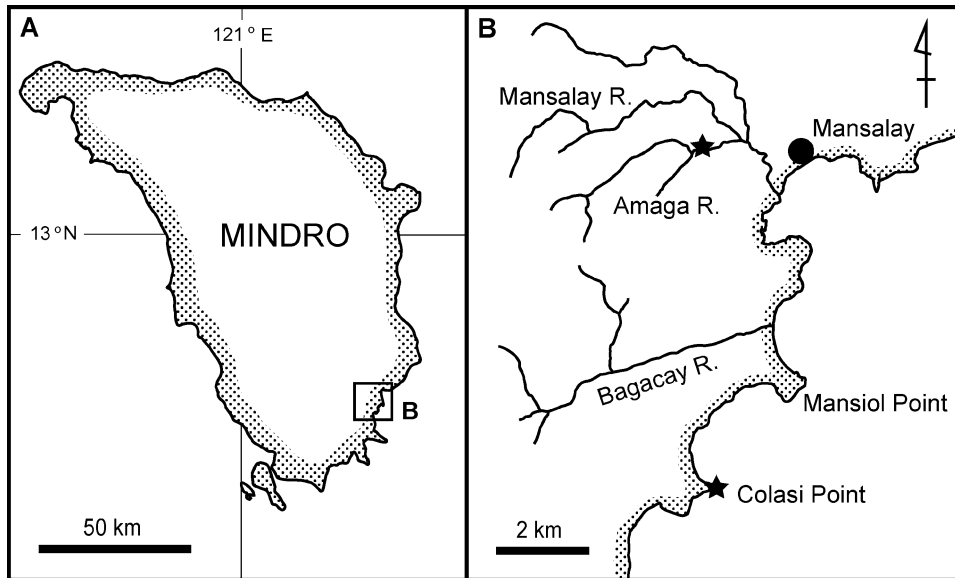 A
121° E
13° N
MINDRO
B
50 km
B
Mansalay R.
Mansalay
Amaga R.
Bagacay R.
Mansiol Point
Colasi Point
2 km